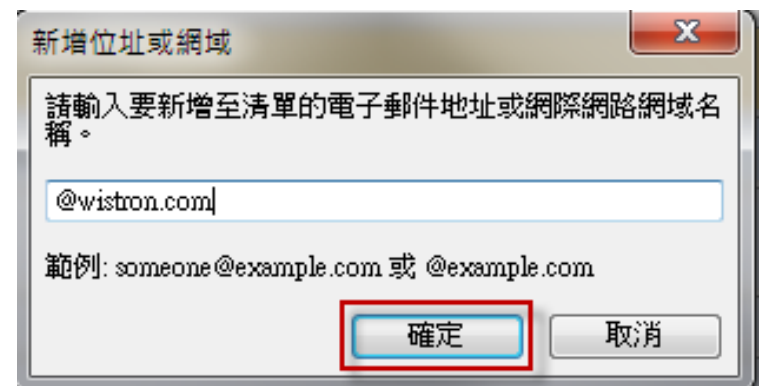 新增位址或網域
請輸入要新增至清單的電子郵件地址或網際網路網域名
稱。
@wistron.com
範例: someone@example.com 或 @example.com
確定 取消